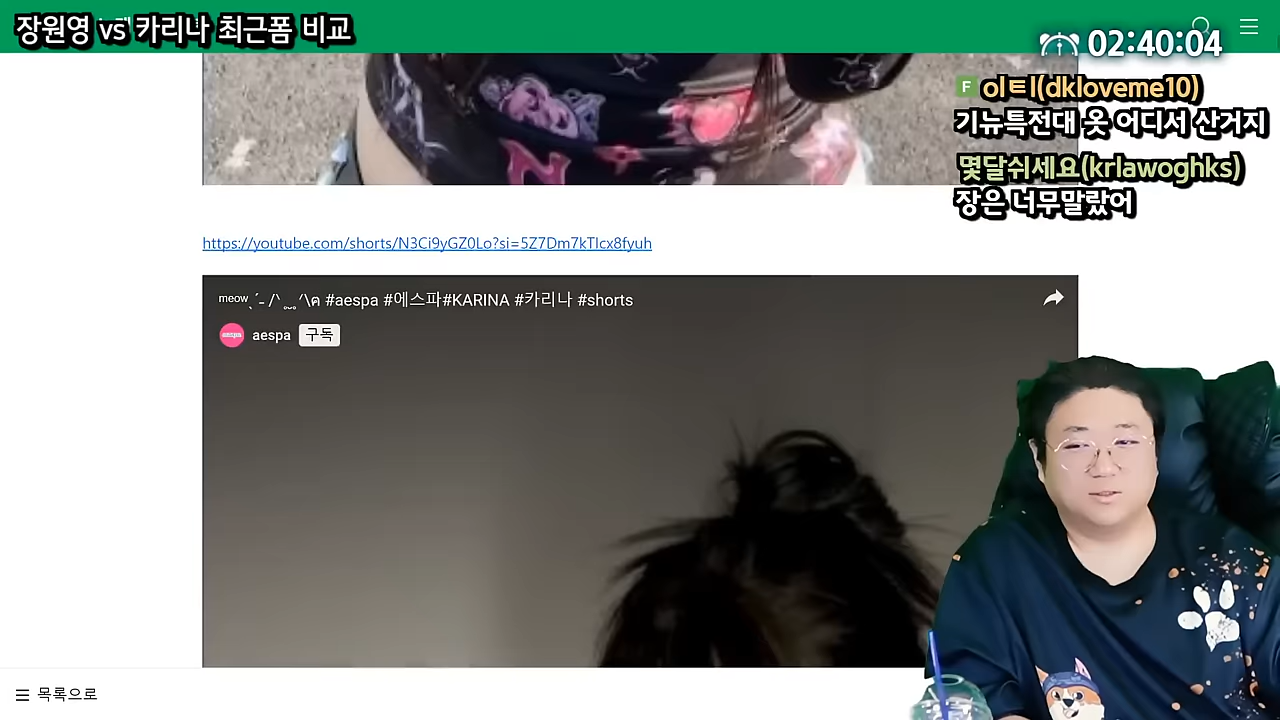 장원영 vs 카리나 최근폼 비교
02:40:04
F 이ㅌl(dkloveme10)
기뉴특전대 옷 어디서 산거지
몇달쉬세요(krlawoghks)
장은 너무말랐어
https://youtube.com/shorts/N3Ci9yGZ0Lo?si=5Z7Dm7kTlcx8fyuh
#aespa #에스파#KARINA #카리나 #shorts
aespa 구독
목록으로